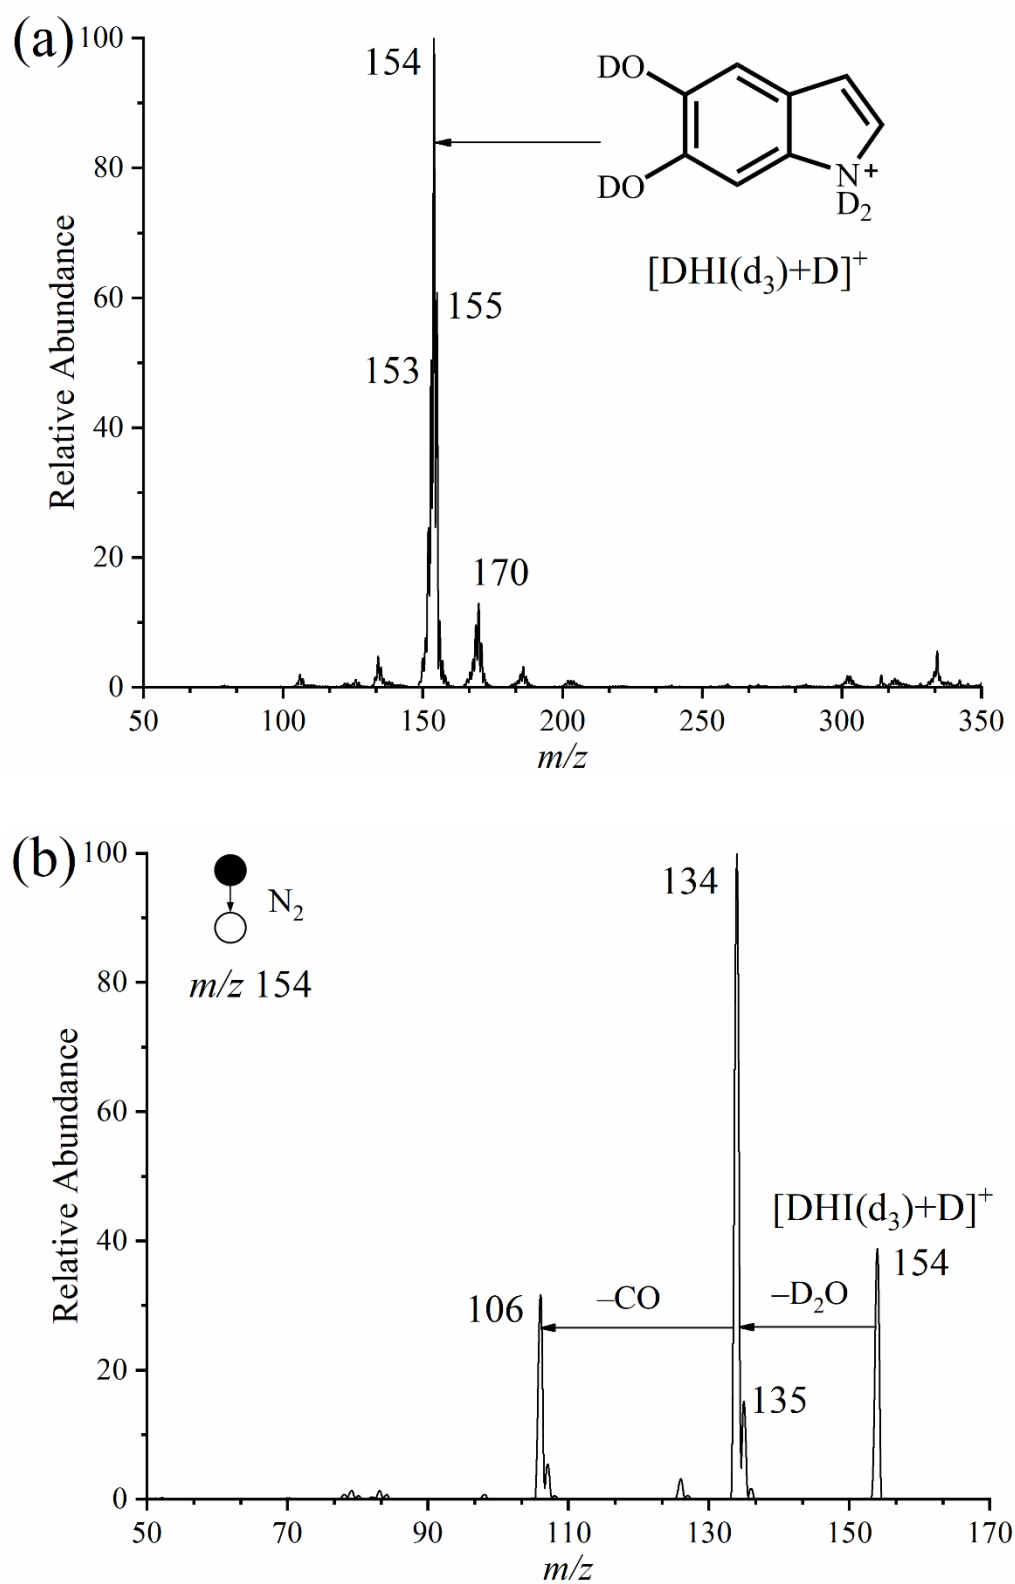 (a)
100
80
60
40
20
0
Relative Abundance
154
155
153
170
DO
DO
N+
D2
[DHI(d3)+D]+
50 100 150 200 250 300 350
m/z
(b)
100
80
60
40
20
0
Relative Abundance
N2
m/z 154
134
[DHI(d3)+D]+
154
–CO
–D2O
106
135
50 70 90 110 130 150 170
m/z